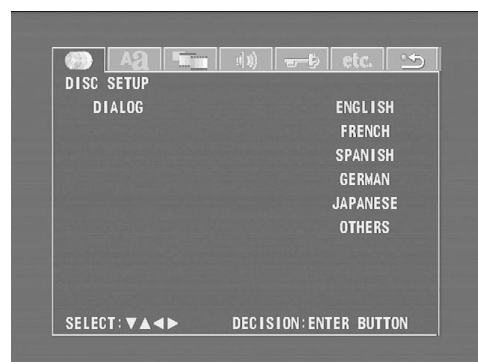 Aa etc.
DISC SETUP
DIALOG ENGLISH
FRENCH
SPANISH
GERMAN
JAPANESE
OTHERS
SELECT:▼▲◀▶ DECISION:ENTER BUTTON